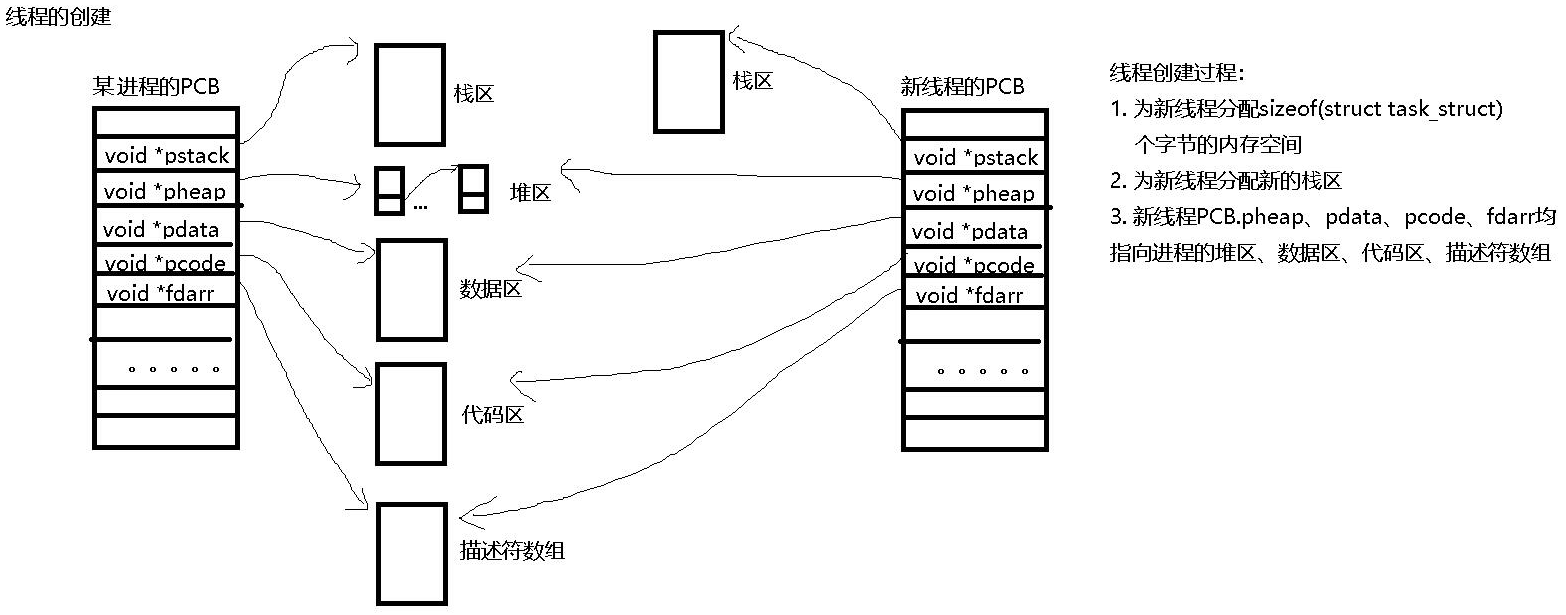 线程的创建
某进程的PCB
void *pstack
void *pheap
void *pdata
void *pcode
void *fdarr
。。。。。
栈区
...
堆区
数据区
代码区
描述符数组
栈区
新线程的PCB
void *pstack
void *pheap
void *pdata
void *pcode
void *fdarr
。。。。。
线程创建过程：
1. 为新线程分配sizeof(struct task_struct)
个字节的内存空间
2. 为新线程分配新的栈区
3. 新线程PCB.pheap、pdata、pcode、fdarr均
指向进程的堆区、数据区、代码区、描述符数组